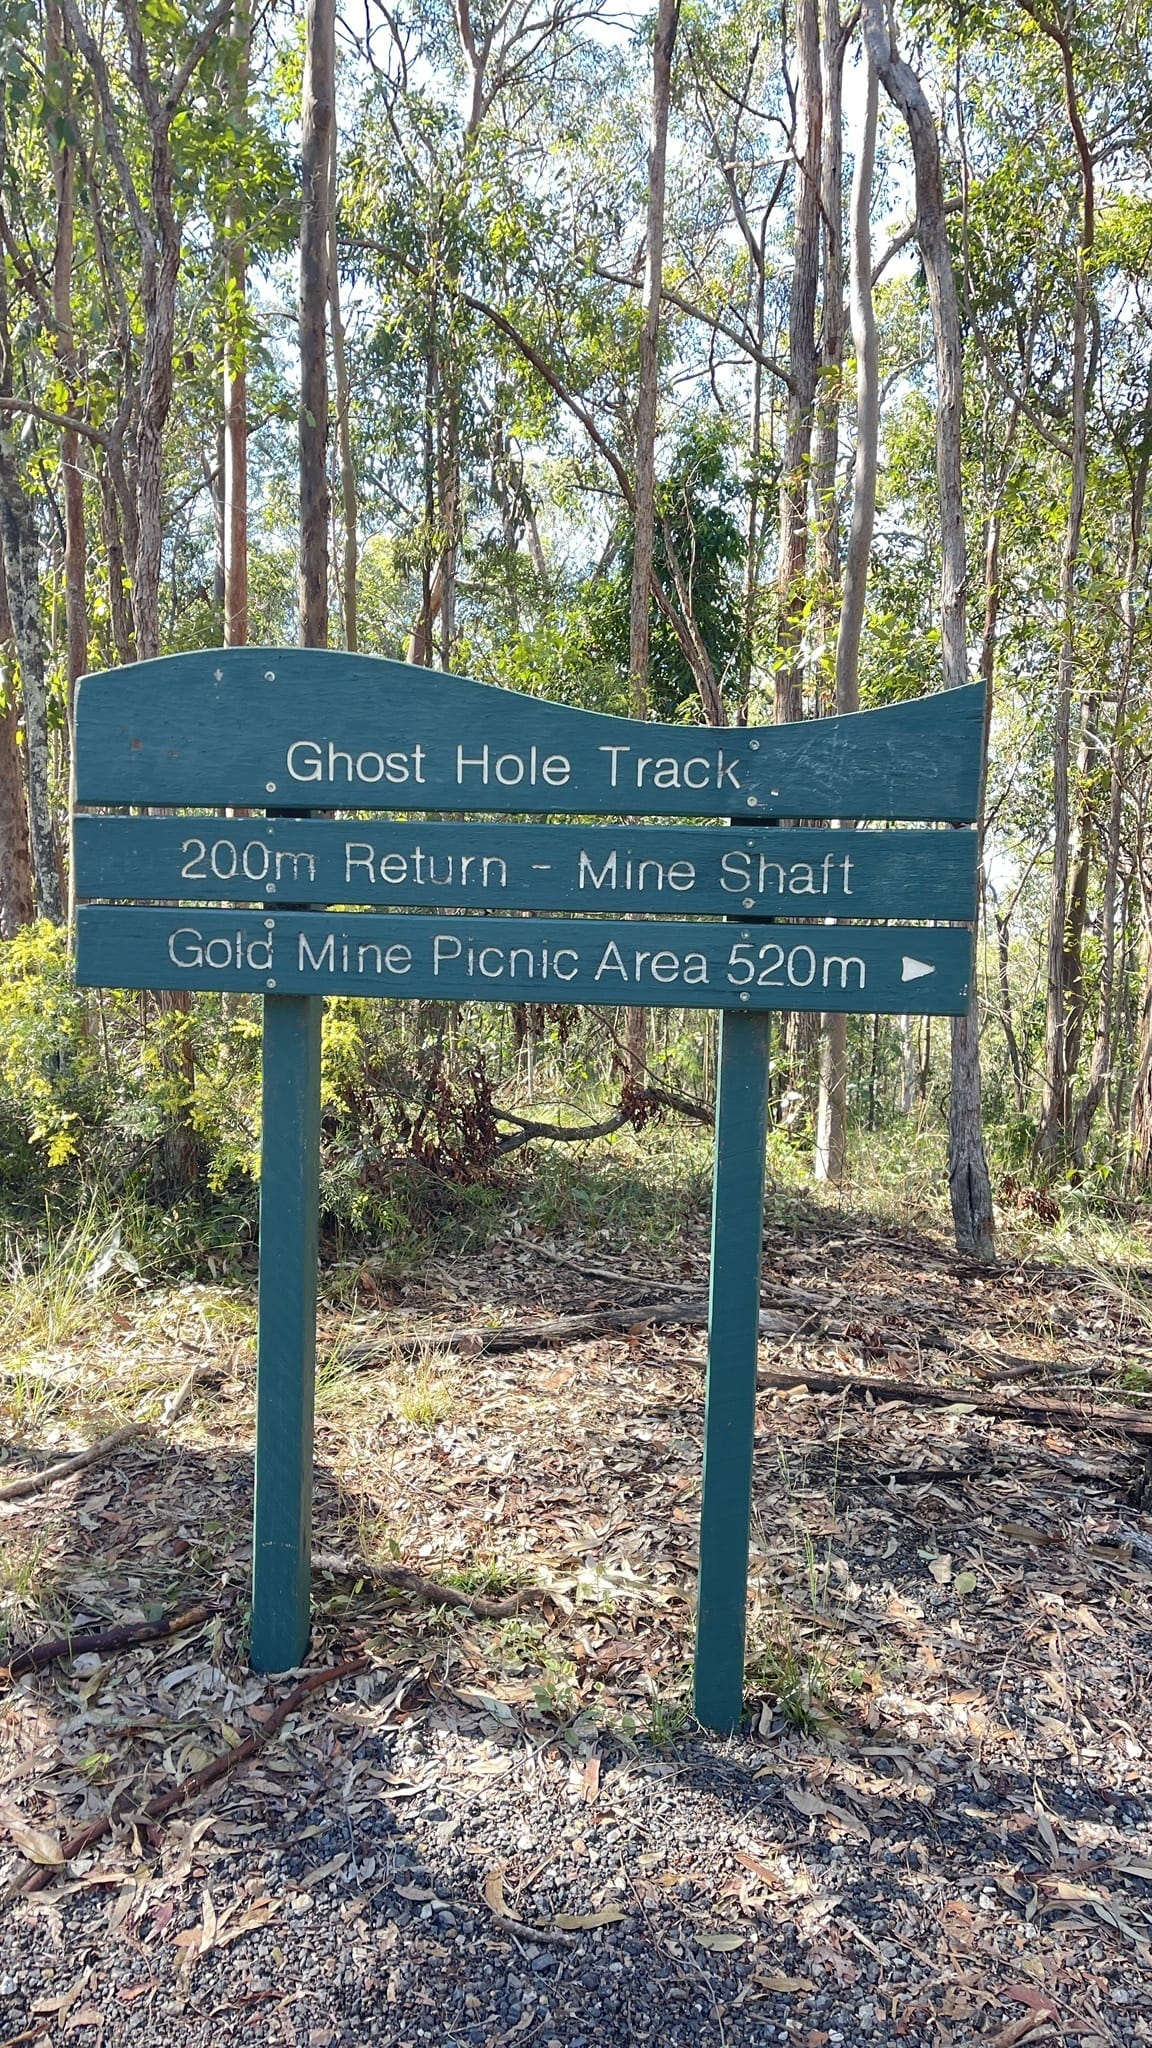 Ghost Hole Track
200m Return - Mine Shaft
Gold Mine Picnic Area 520m